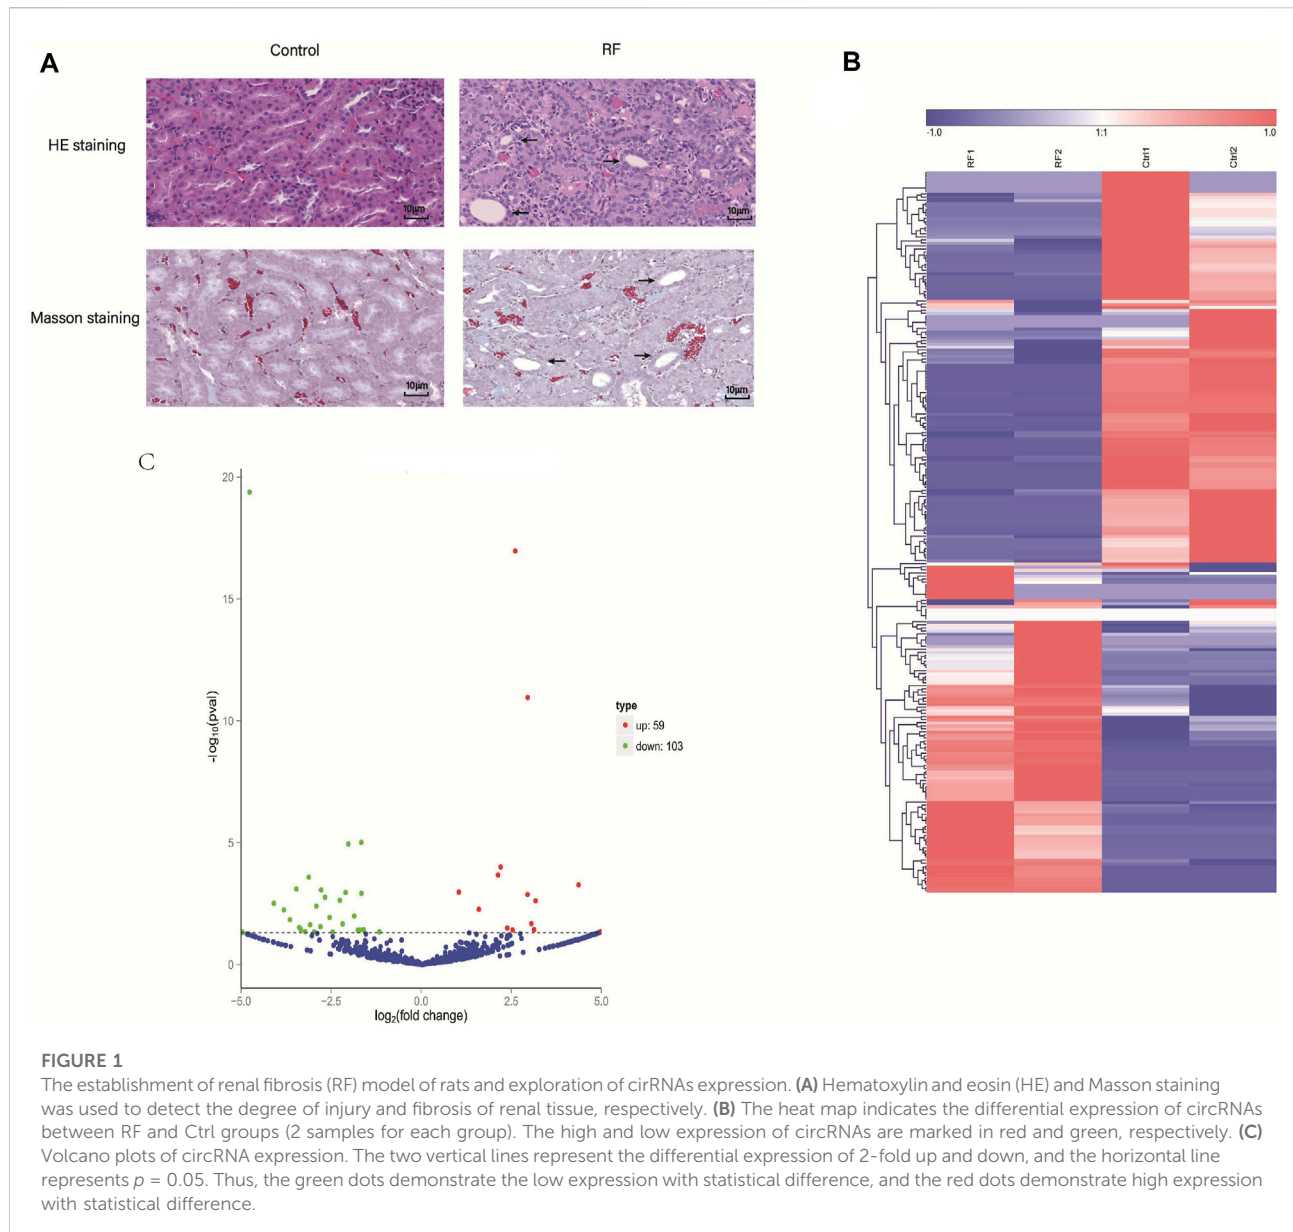 A
Control
RF
HE staining
10μm
10μm
Masson staining
10μm
10μm
B
-1.0
1:1
1.0
RF1
RF2
Ctrl1
Ctrl2
C
20
15
10
5
0
-log10(pval)
−5.0
−2.5
0.0
2.5
5.0
log2(fold change)
type
up: 59
down: 103
FIGURE 1
The establishment of renal fibrosis (RF) model of rats and exploration of cirRNAs expression. (A) Hematoxylin and eosin (HE) and Masson staining
was used to detect the degree of injury and fibrosis of renal tissue, respectively. (B) The heat map indicates the differential expression of circRNAs
between RF and Ctrl groups (2 samples for each group). The high and low expression of circRNAs are marked in red and green, respectively. (C)
Volcano plots of circRNA expression. The two vertical lines represent the differential expression of 2-fold up and down, and the horizontal line
represents p = 0.05. Thus, the green dots demonstrate the low expression with statistical difference, and the red dots demonstrate high expression
with statistical difference.